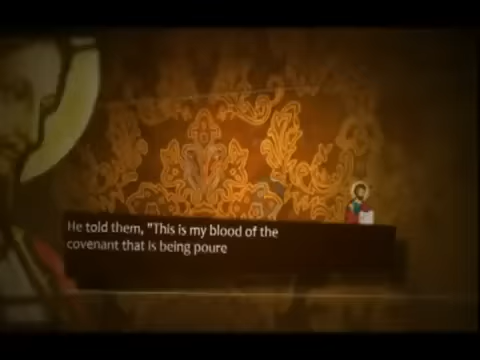 He told them, "This is my blood of the
covenant that is being poure